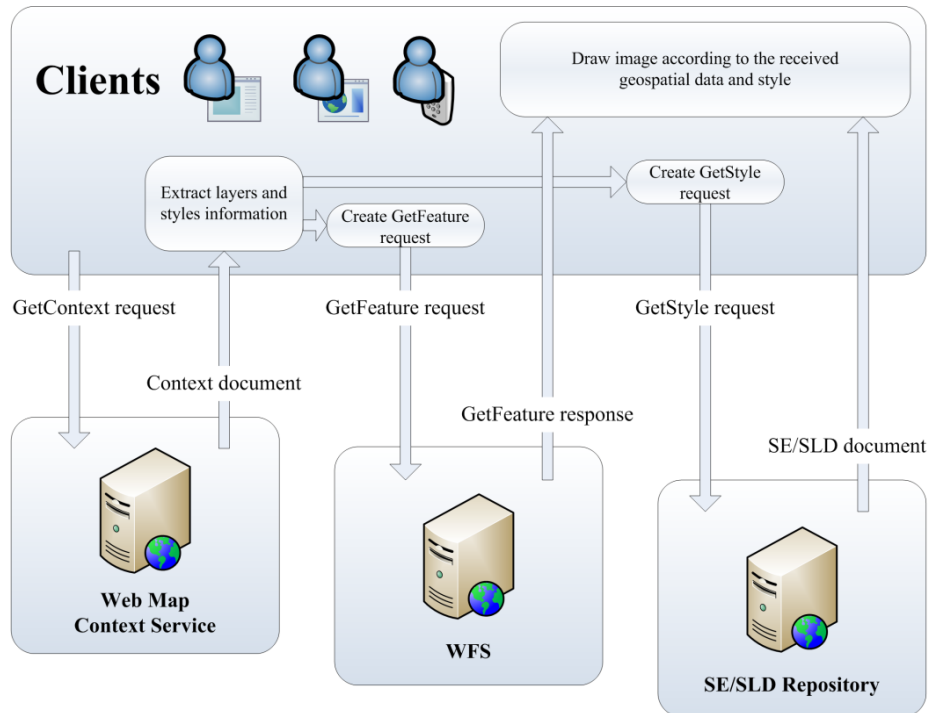 Clients
Draw image according to the received
geospatial data and style
Extract layers and
styles information
Create GetStyle
request
Create GetFeature
request
GetContext request
GetFeature request
GetStyle request
Context document
GetFeature response
SE/SLD document
Web Map
Context Service
WFS
SE/SLD Repository